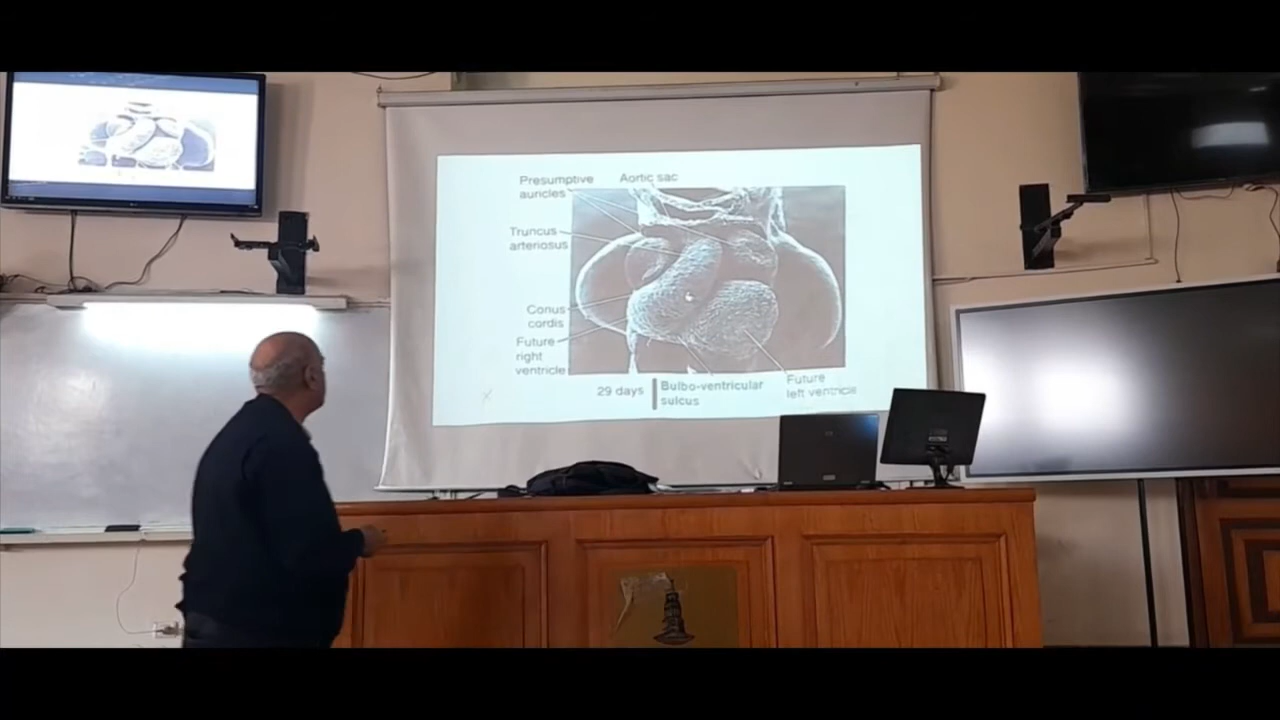 Presumptive
auricles
Aortic sac
Truncus
arteriosus
Conus
cordis
Future
right
ventricle
29 days
Bulbo-ventricular
sulcus
Future
left ventricle